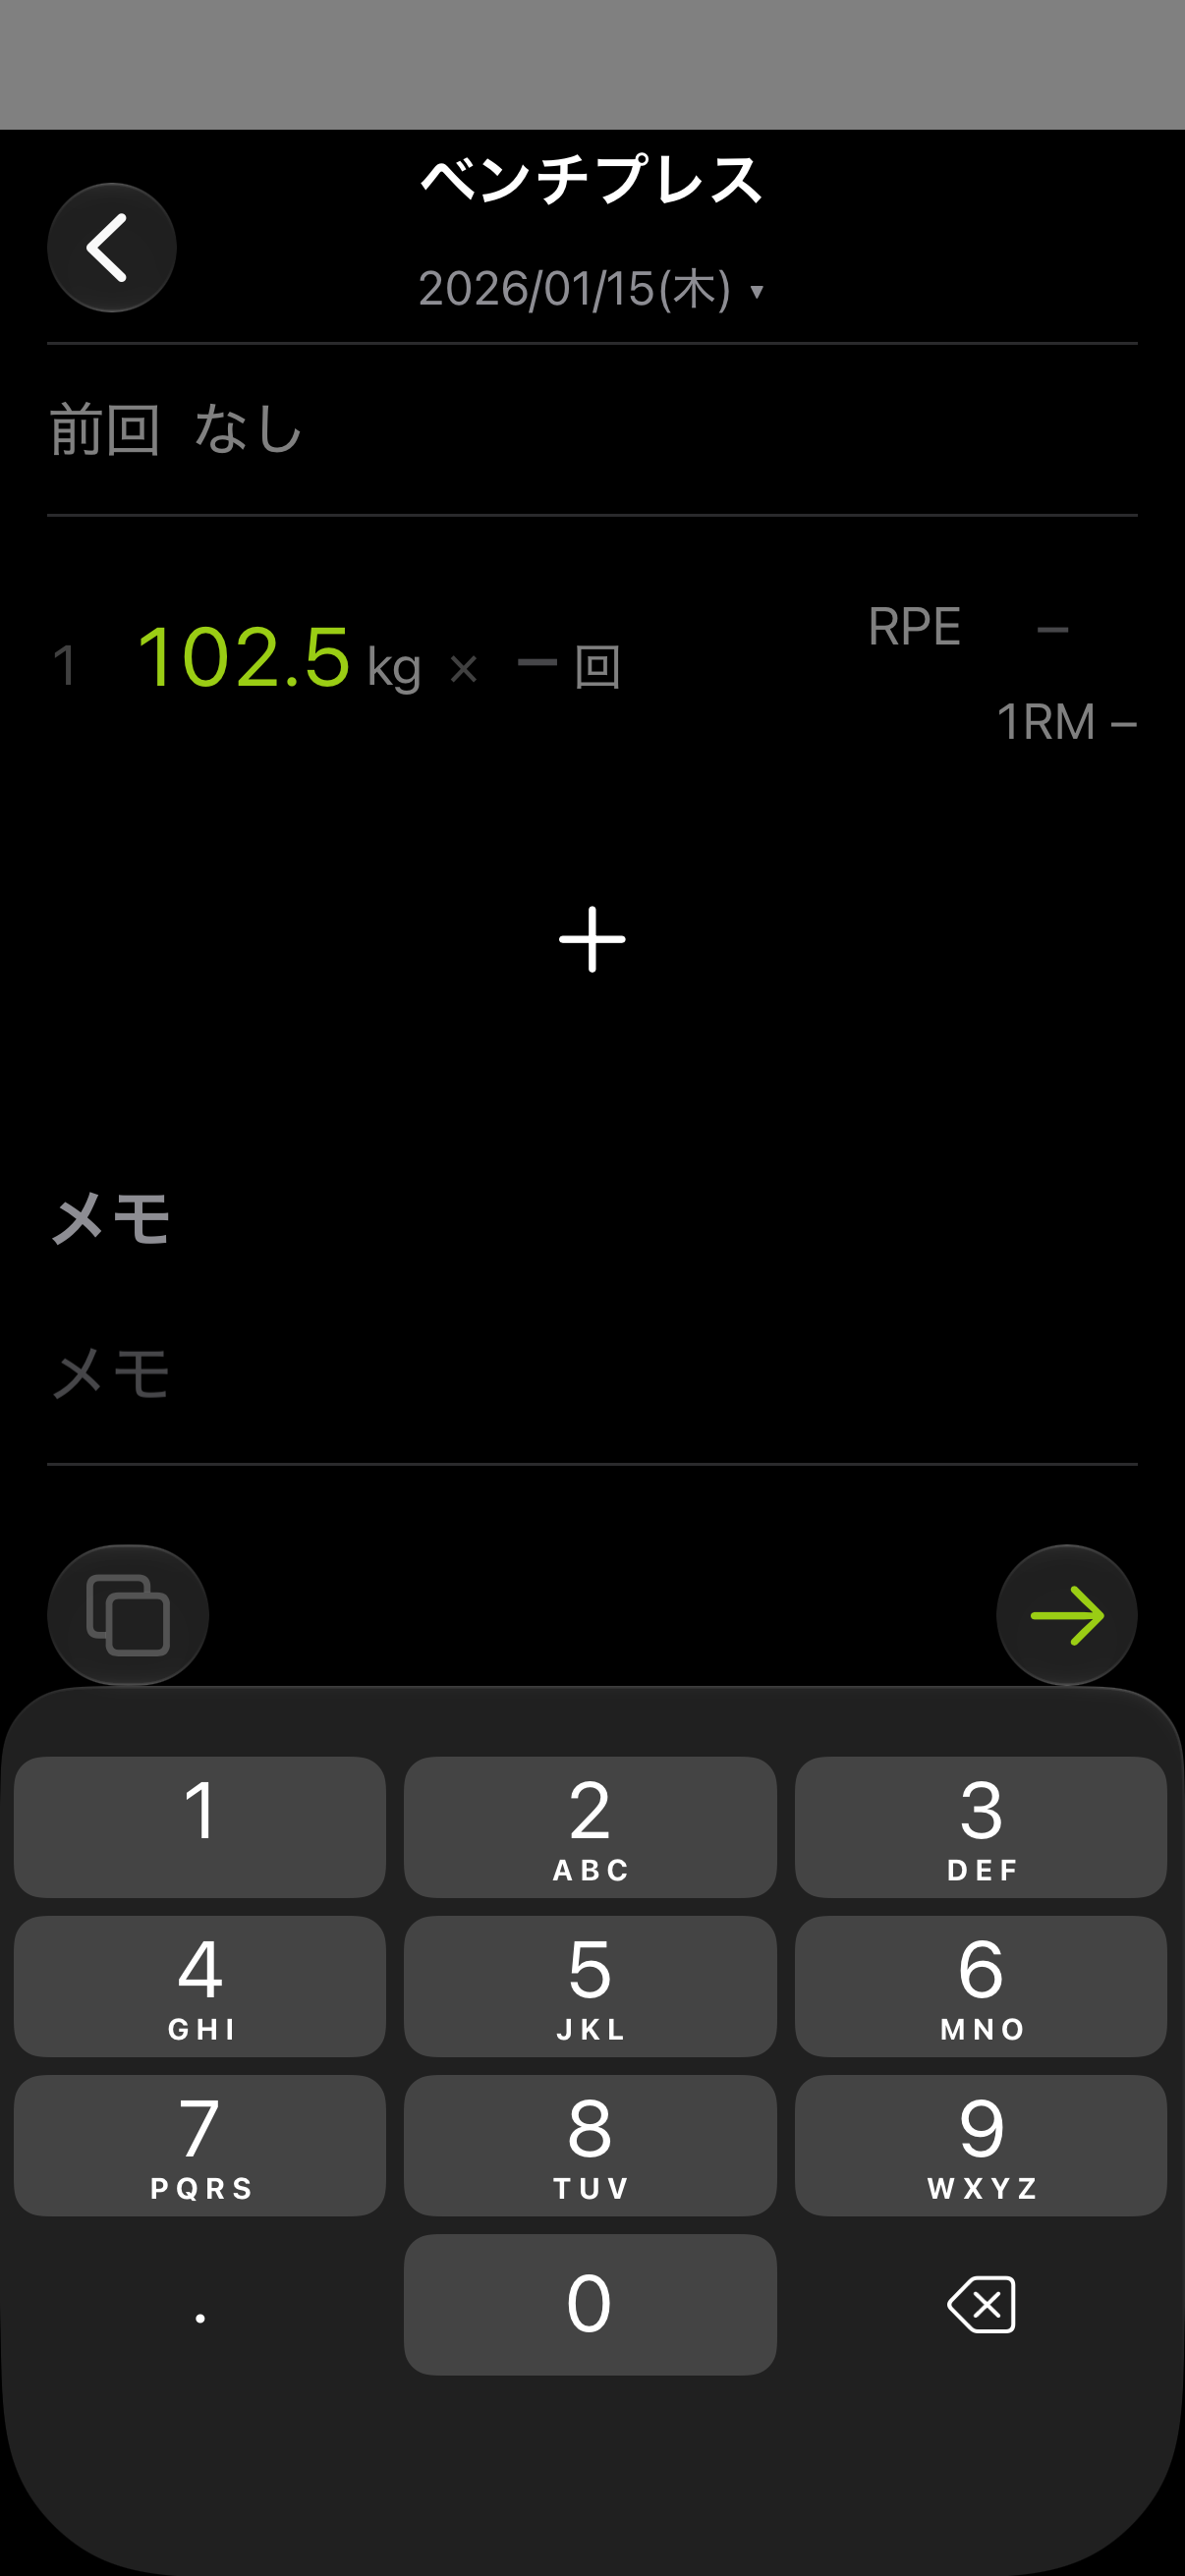 ベンチプレス
2026/01/15(木) ▼
前回 なし
1 102.5 kg × – 回
RPE –
1RM –
メモ
メモ
1
2
ABC
3
DEF
4
GHI
5
JKL
6
MNO
7
PQRS
8
TUV
9
WXYZ
.
0